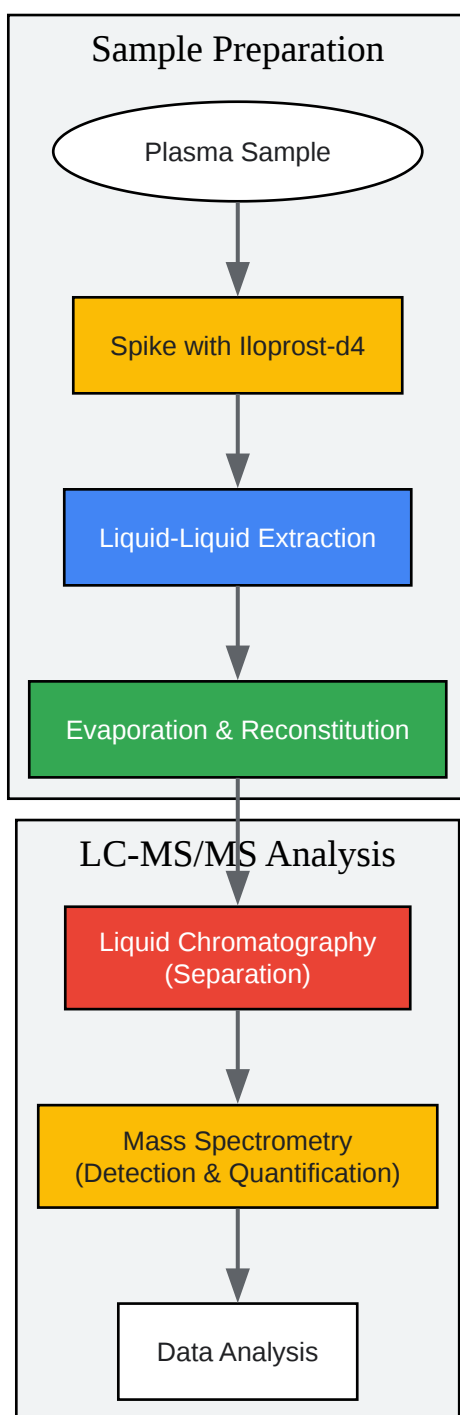 Sample Preparation
Plasma Sample
Spike with Iloprost-d4
Liquid-Liquid Extraction
Evaporation & Reconstitution
LC-MS/MS Analysis
Liquid Chromatography
(Separation)
Mass Spectrometry
(Detection & Quantification)
Data Analysis